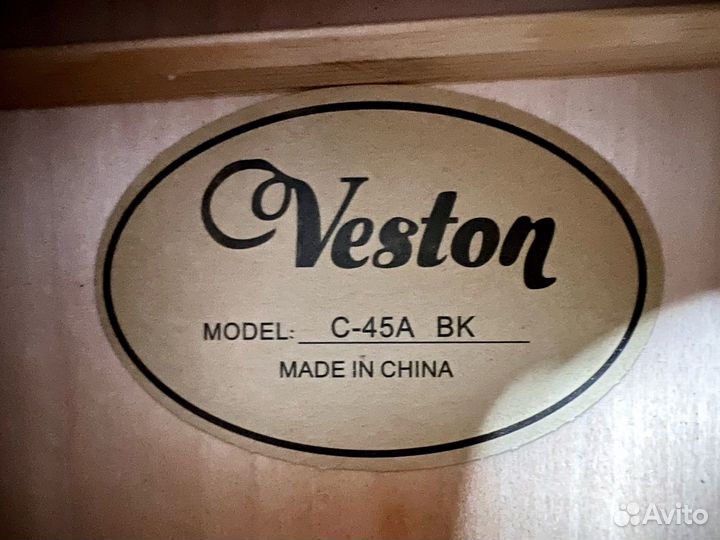 Veston
MODEL: C-45A BK
MADE IN CHINA
Avito